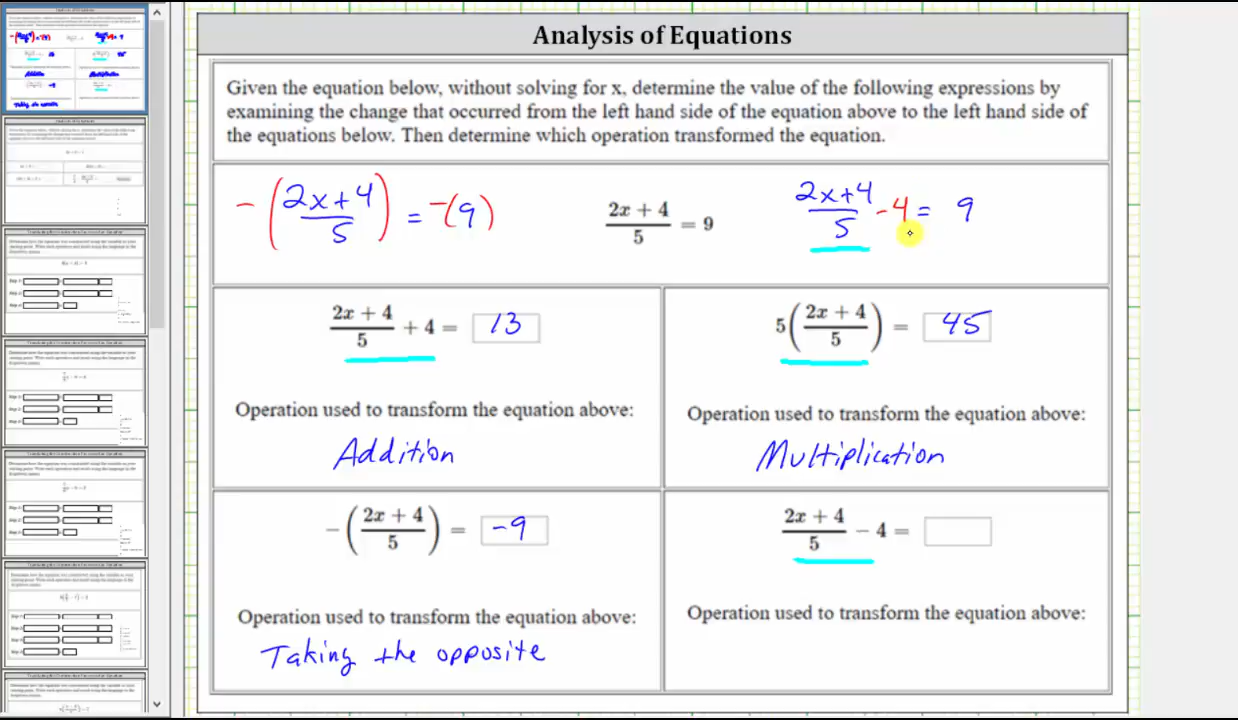 Analysis of Equations
Given the equation below, without solving for x, determine the value of the following expressions by
examining the change that occurred from the left hand side of the equation above to the left hand side of
the equations below. Then determine which operation transformed the equation.
-(2x+4/5) = -(9)
2x + 4/5 = 9
2x+4/5 -4 = 9
2x + 4/5 + 4 = 13
5(2x + 4/5) = 45
Operation used to transform the equation above:
Addition
Operation used to transform the equation above:
Multiplication
-(2x + 4/5) = -9
2x + 4/5 - 4 =
Operation used to transform the equation above:
Taking the opposite
Operation used to transform the equation above: